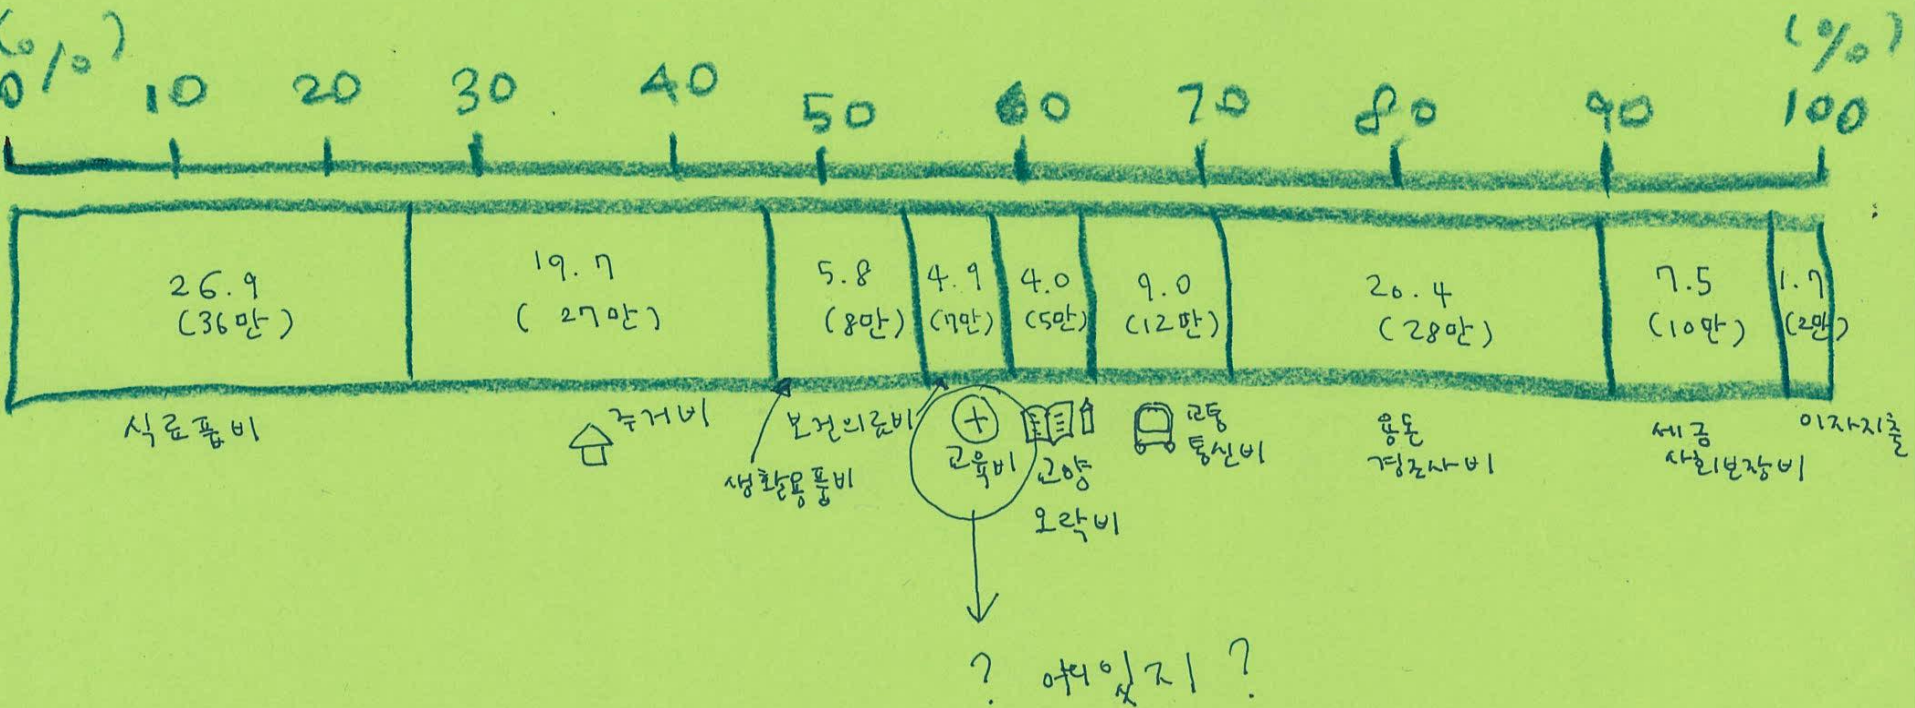 (%) (%)
0 10 20 30 40 50 60 70 80 90 100
26.9 19.7 5.8 4.9 4.0 9.0 20.4 7.5 1.7
(36만) (27만) (8만) (7만) (5만) (12만) (28만) (10만) (2만)
식료품비
주거비
생활용품비
보건의료비
교육비
교양
오락비
교통
통신비
용돈
경조사비
세금
사회보장비
이자지출
? 어디있지 ?